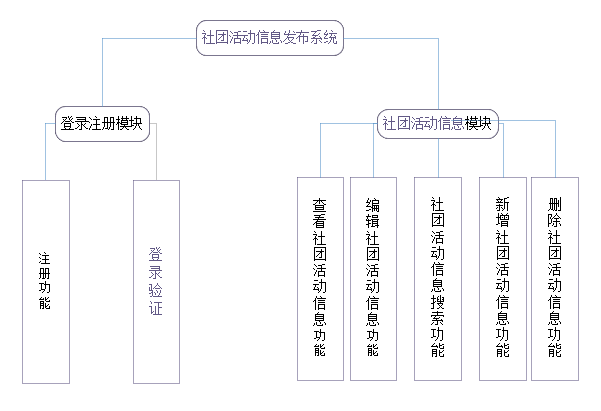 社团活动信息发布系统
登录注册模块
社团活动信息模块
注册功能
登录验证
查看社团活动信息功能
编辑社团活动信息功能
社团活动信息搜索功能
新增社团活动信息功能
删除社团活动信息功能